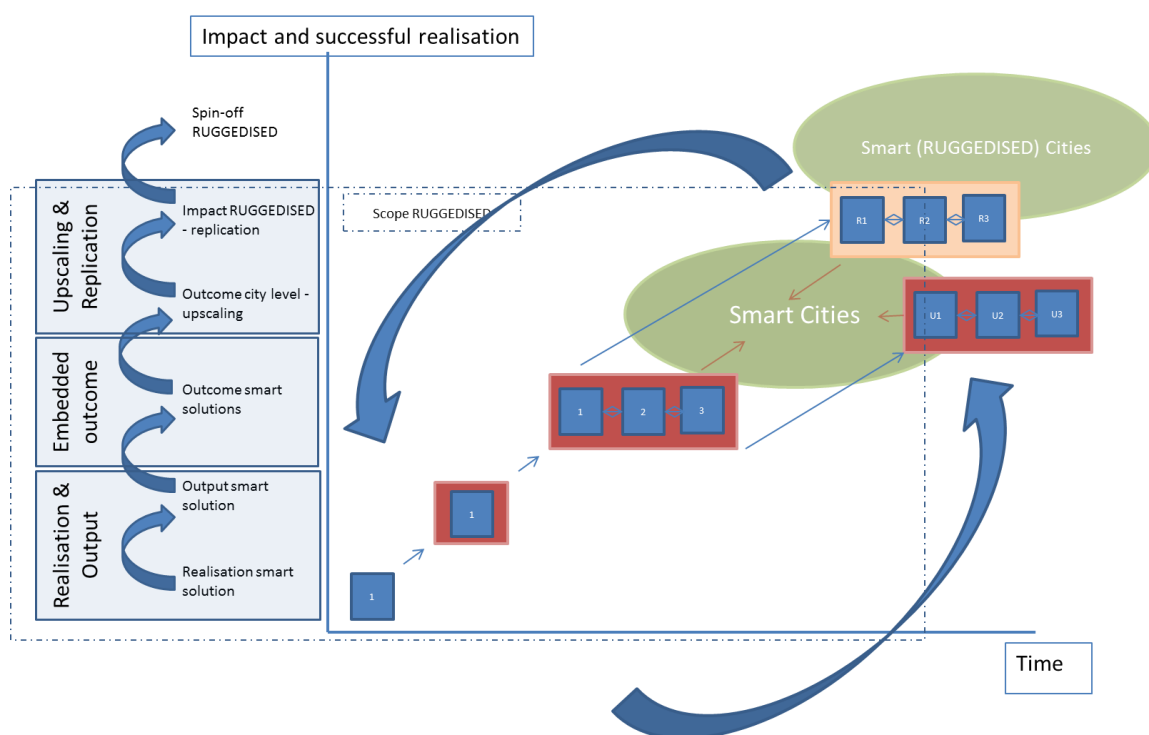 Impact and successful realisation
Spin-off
RUGGEDISED
Smart (RUGGEDISED) Cities
Upscaling &
Replication
Impact RUGGEDISED
- replication
Scope RUGGEDISED
R1
R2
R3
Outcome city level -
upscaling
Smart Cities
U1
U2
U3
Embedded
outcome
Outcome smart
solutions
1
2
3
Realisation &
Output
Output smart
solution
1
Realisation smart
solution
1
Time